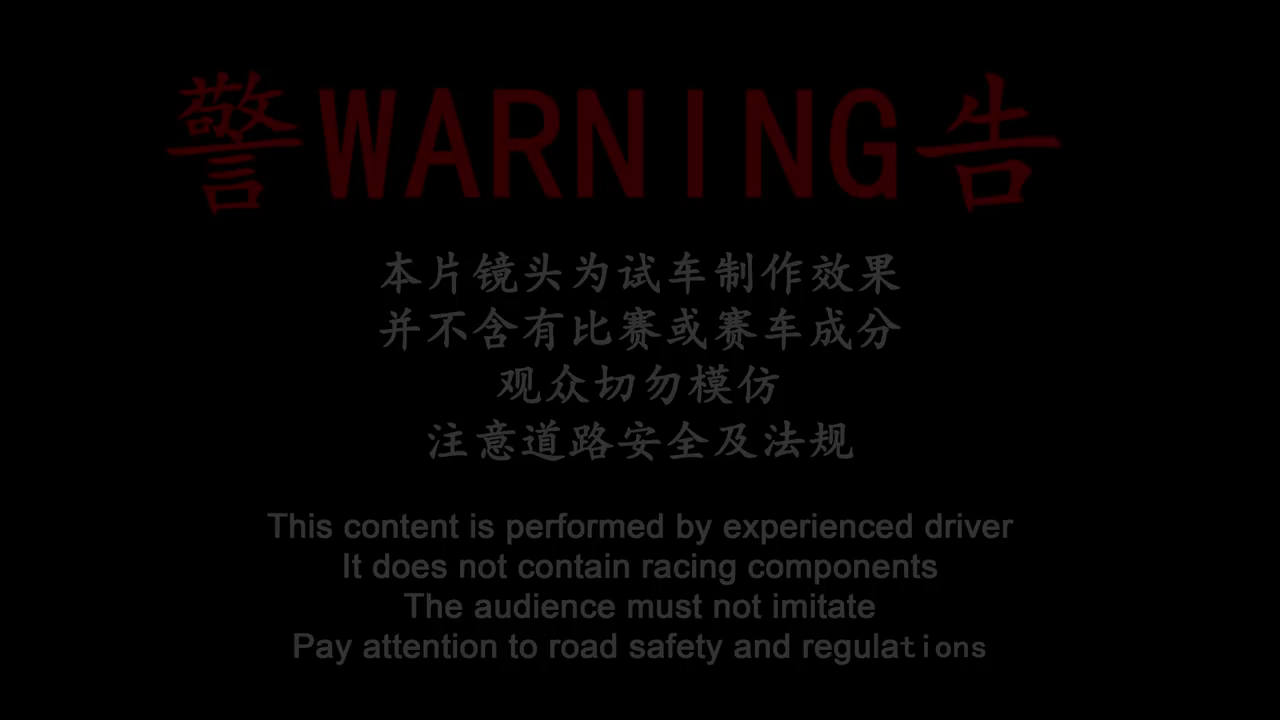 警WARNING告
本片镜头为试车制作效果
并不含有比赛或赛车成分
观众切勿模仿
注意道路安全及法规
This content is performed by experienced driver
It does not contain racing components
The audience must not imitate
Pay attention to road safety and regulations